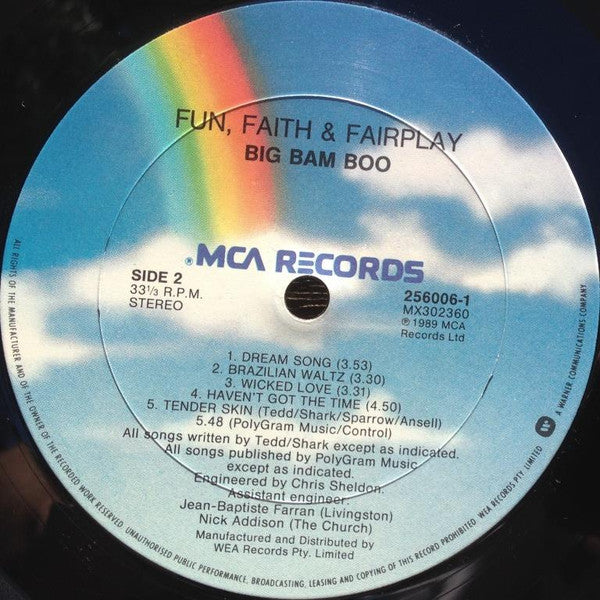 FUN, FAITH & FAIRPLAY
BIG BAM BOO
® MCA RECORDS
SIDE 2
33⅓ R.P.M.
STEREO
256006-1
MX302360
℗ 1989 MCA
Records Ltd
1. DREAM SONG (3.53)
2. BRAZILIAN WALTZ (3.30)
3. WICKED LOVE (3.31)
4. HAVEN'T GOT THE TIME (4.50)
5. TENDER SKIN (Tedd/Shark/Sparrow/Ansell)
5.48 (PolyGram Music/Control)
All songs written by Tedd/Shark except as indicated.
All songs published by PolyGram Music
except as indicated.
Engineered by Chris Sheldon.
Assistant engineer
Jean-Baptiste Farran (Livingston)
Nick Addison (The Church)
Manufactured and Distributed by
WEA Records Pty. Limited
ALL RIGHTS OF THE MANUFACTURER AND OF THE OWNER OF THE RECORDED WORK RESERVED. UNAUTHORISED PUBLIC PERFORMANCE, BROADCASTING, LEASING AND COPYING OF THIS RECORD PROHIBITED. WEA RECORDS PTY. LIMITED
A WARNER COMMUNICATIONS COMPANY.